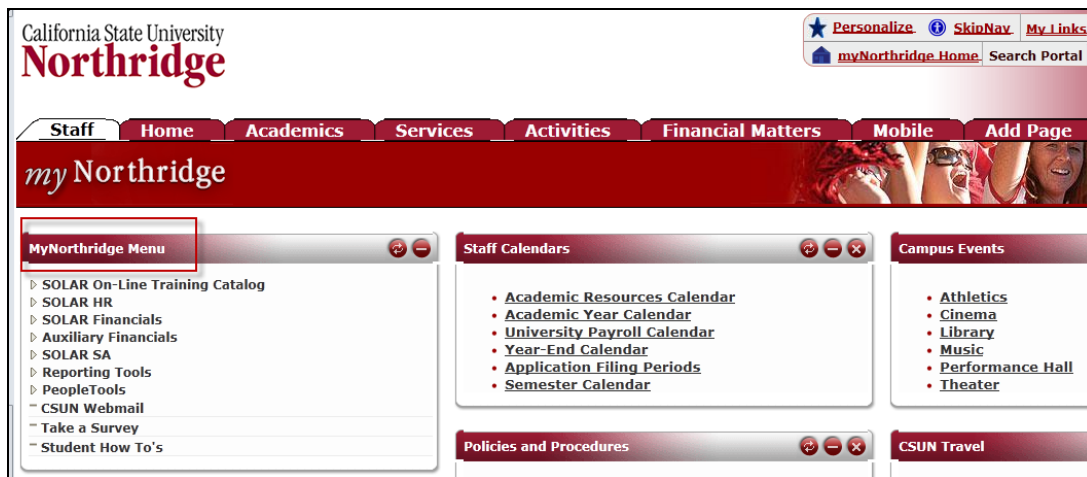 California State University
Northridge
Personalize SkipNav My Links
myNorthridge Home Search Portal
Staff Home Academics Services Activities Financial Matters Mobile Add Page
my Northridge
MyNorthridge Menu
SOLAR On-Line Training Catalog
SOLAR HR
SOLAR Financials
Auxiliary Financials
SOLAR SA
Reporting Tools
PeopleTools
CSUN Webmail
Take a Survey
Student How To's
Staff Calendars
Academic Resources Calendar
Academic Year Calendar
University Payroll Calendar
Year-End Calendar
Application Filing Periods
Semester Calendar
Policies and Procedures
Campus Events
Athletics
Cinema
Library
Music
Performance Hall
Theater
CSUN Travel